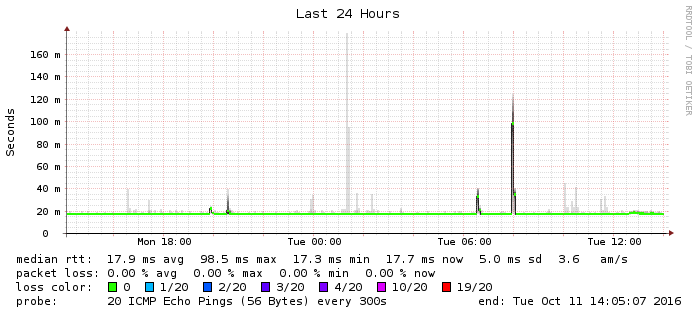 Last 24 Hours
RRDTOOL / TOBI OETIKER
Seconds
160 m
140 m
120 m
100 m
80 m
60 m
40 m
20 m
0
Mon 18:00 Tue 00:00 Tue 06:00 Tue 12:00
median rtt: 17.9 ms avg 98.5 ms max 17.3 ms min 17.7 ms now 5.0 ms sd 3.6 am/s
packet loss: 0.00 % avg 0.00 % max 0.00 % min 0.00 % now
loss color: 0 1/20 2/20 3/20 4/20 10/20 19/20
probe: 20 ICMP Echo Pings (56 Bytes) every 300s end: Tue Oct 11 14:05:07 2016